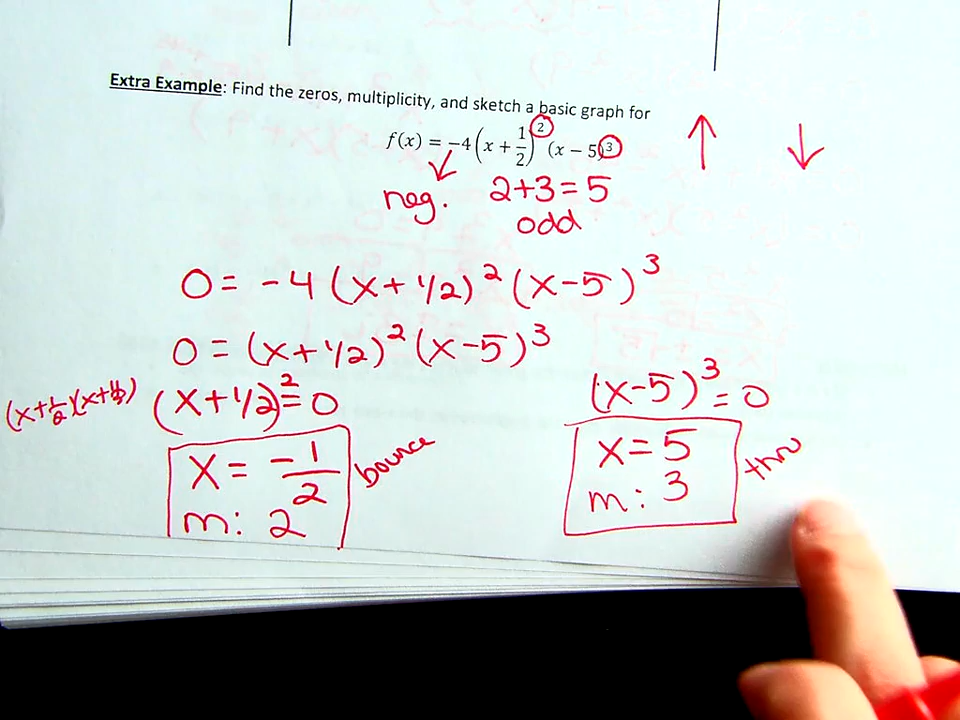 Extra Example: Find the zeros, multiplicity, and sketch a basic graph for
f(x) = −4(x + 1/2)²(x − 5)³
neg. 2+3=5
odd
0 = -4(x+1/2)²(x-5)³
0 = (x+1/2)²(x-5)³
(x+1/2)(x+1/2) (x+1/2)²=0 (x-5)³=0
x = -1/2 bounce x=5 thru
m: 2 m: 3